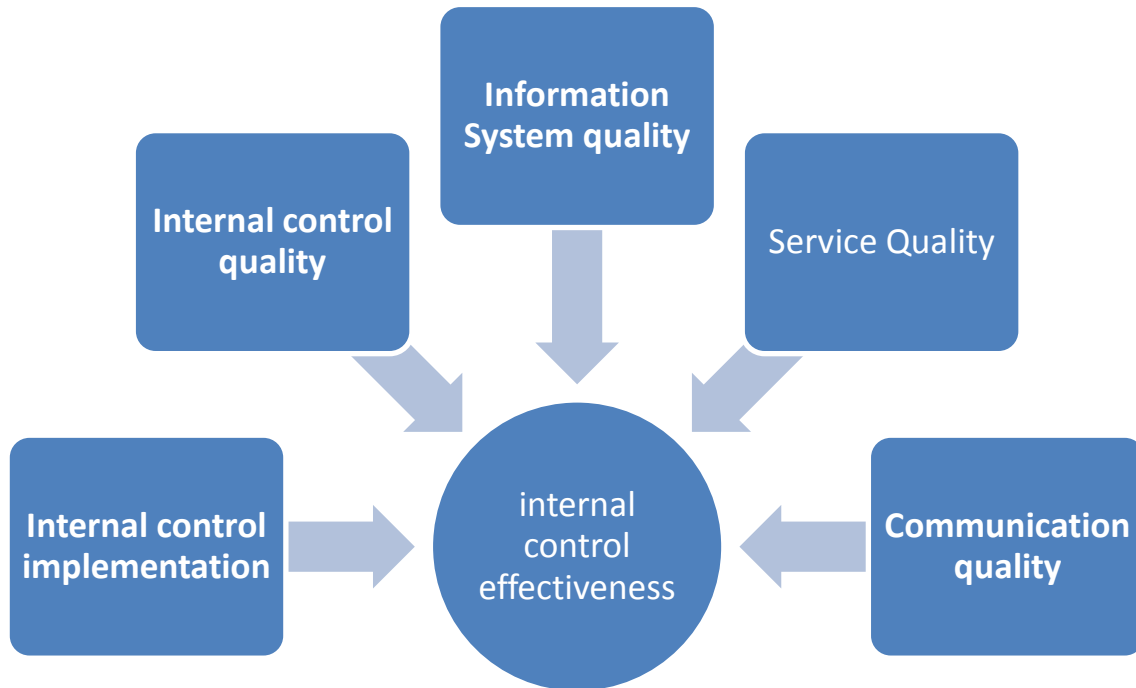 Information
System quality
Internal control
quality
Service Quality
Internal control
implementation
internal
control
effectiveness
Communication
quality